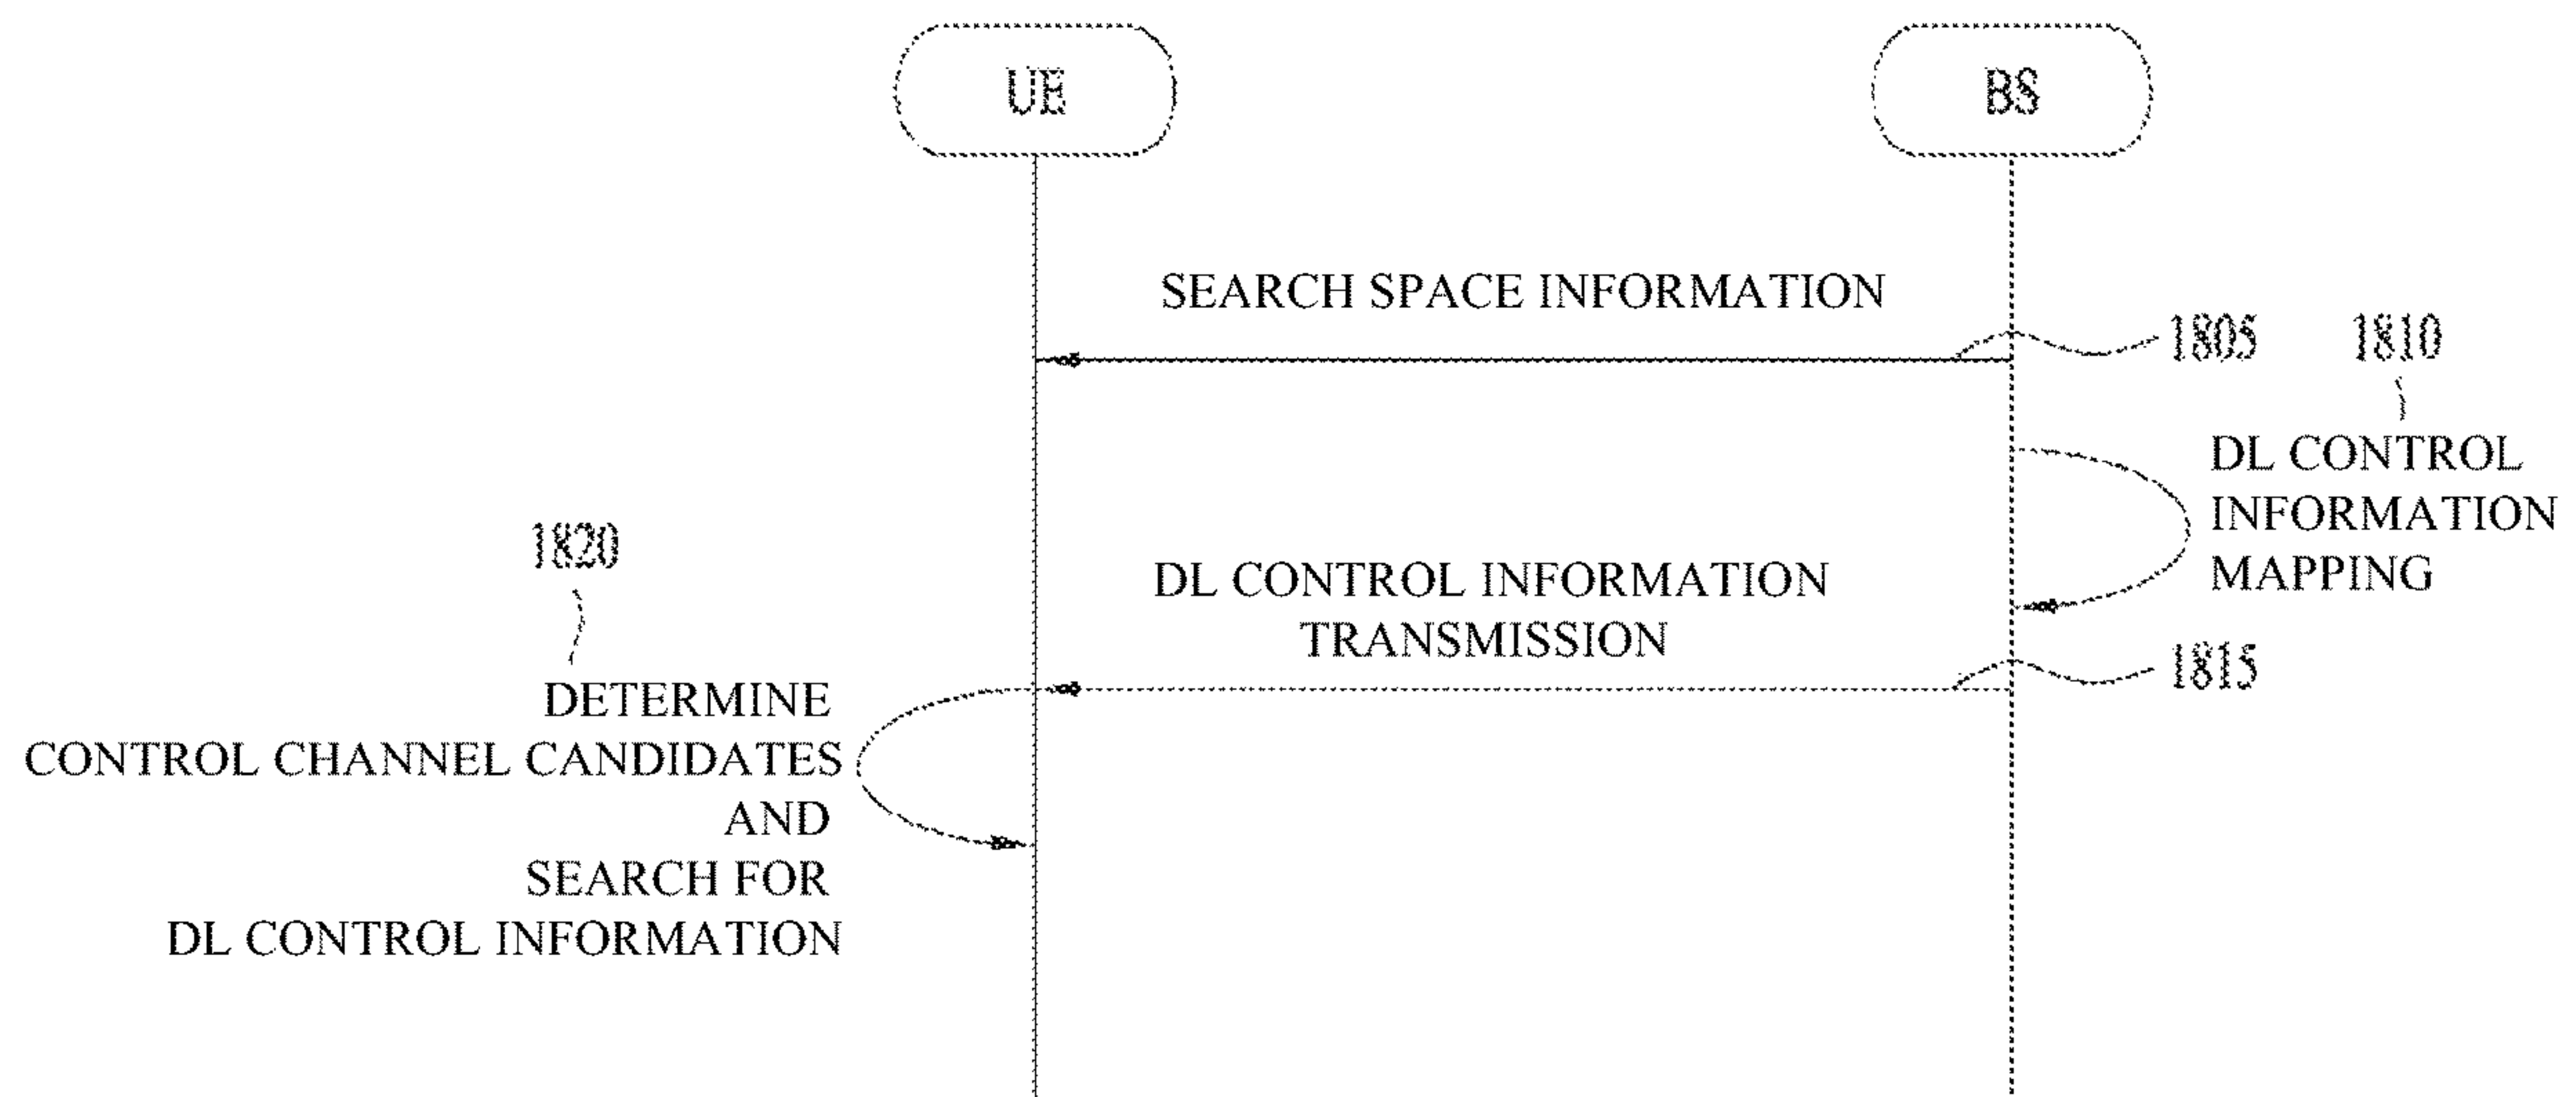 UE
BS
SEARCH SPACE INFORMATION
1805
1810
DL CONTROL
INFORMATION
MAPPING
1820
DL CONTROL INFORMATION
TRANSMISSION
1815
DETERMINE
CONTROL CHANNEL CANDIDATES
AND
SEARCH FOR
DL CONTROL INFORMATION